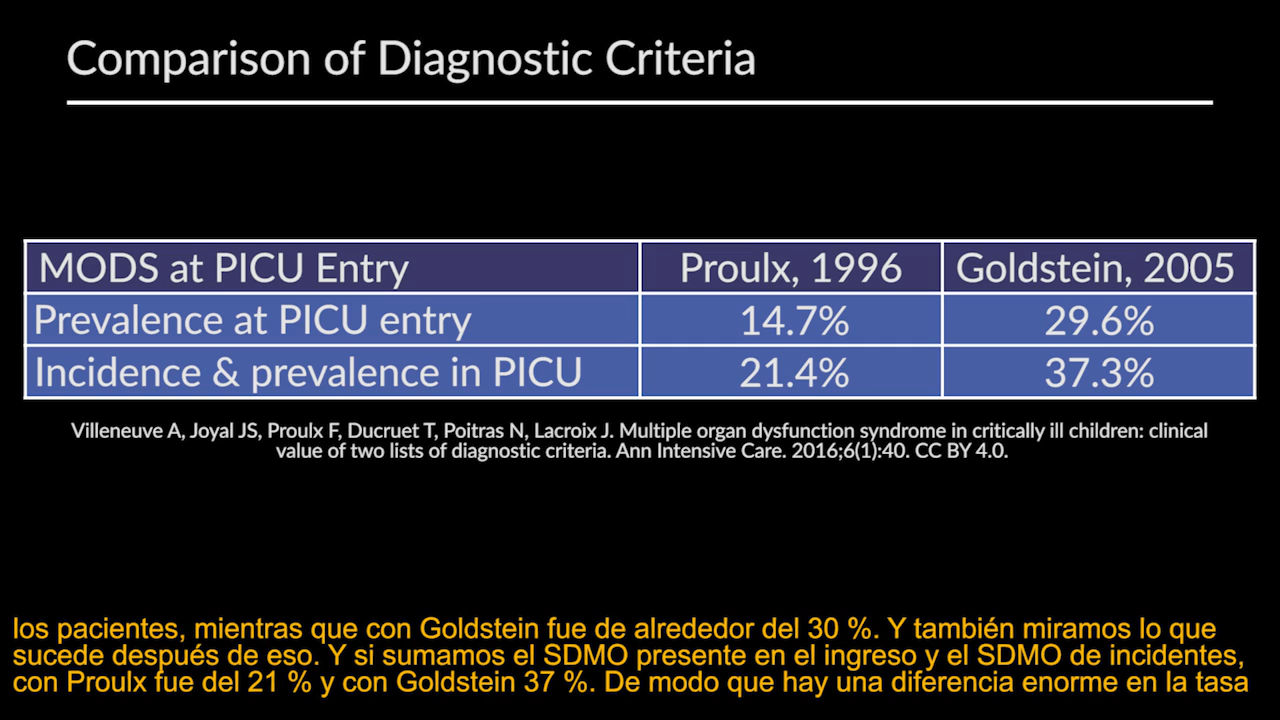 Comparison of Diagnostic Criteria
MODS at PICU Entry Proulx, 1996 Goldstein, 2005
Prevalence at PICU entry 14.7% 29.6%
Incidence & prevalence in PICU 21.4% 37.3%
Villeneuve A, Joyal JS, Proulx F, Ducruet T, Poitras N, Lacroix J. Multiple organ dysfunction syndrome in critically ill children: clinical
value of two lists of diagnostic criteria. Ann Intensive Care. 2016;6(1):40. CC BY 4.0.
los pacientes, mientras que con Goldstein fue de alrededor del 30 %. Y también miramos lo que
sucede después de eso. Y si sumamos el SDMO presente en el ingreso y el SDMO de incidentes,
con Proulx fue del 21 % y con Goldstein 37 %. De modo que hay una diferencia enorme en la tasa